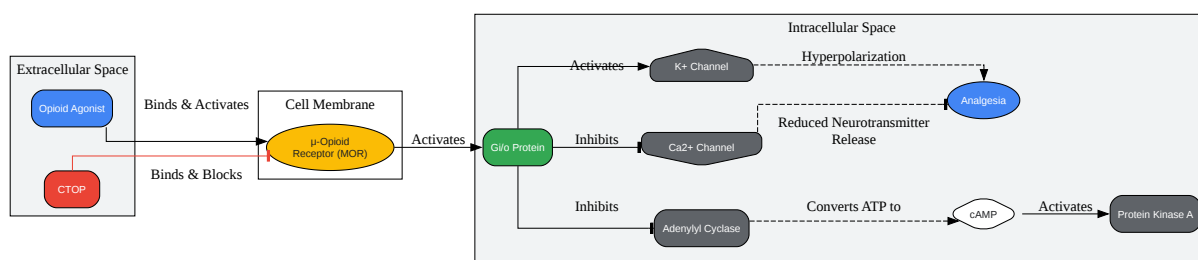 Intracellular Space
Extracellular Space
Opioid Agonist
CTOP
Binds & Activates
Binds & Blocks
Cell Membrane
μ-Opioid
Receptor (MOR)
Activates
Gi/o Protein
Activates
K+ Channel
Hyperpolarization
Analgesia
Inhibits
Ca2+ Channel
Reduced Neurotransmitter
Release
Inhibits
Adenylyl Cyclase
Converts ATP to
cAMP
Activates
Protein Kinase A